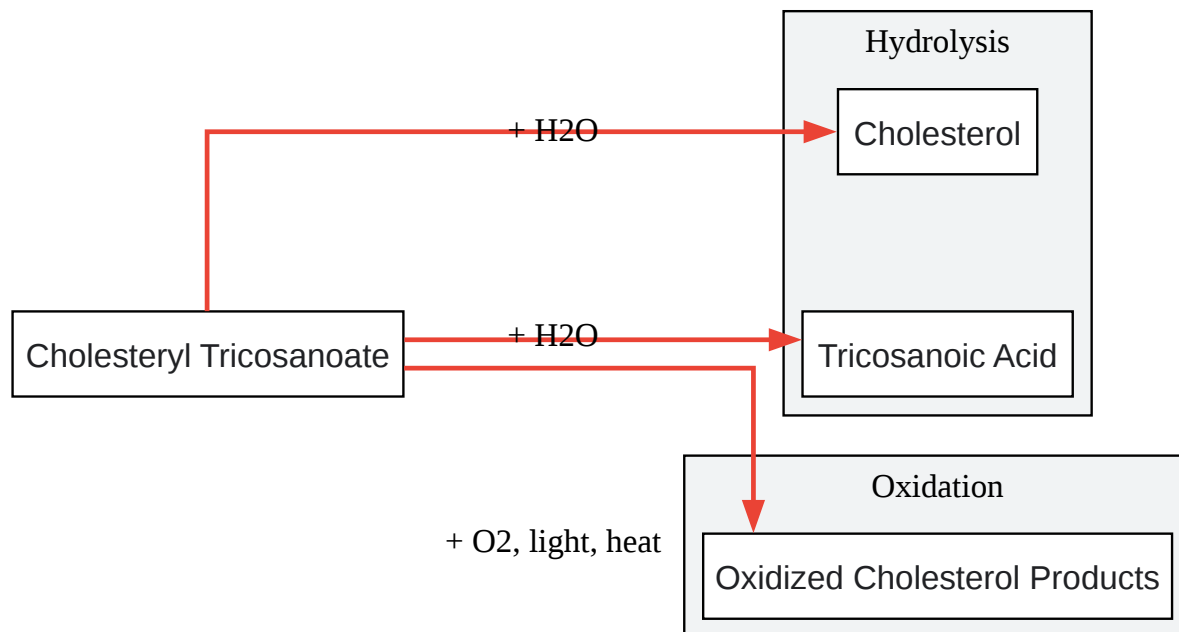 Hydrolysis
+ H2O
Cholesterol
+ H2O
Cholesteryl Tricosanoate
Tricosanoic Acid
Oxidation
+ O2, light, heat
Oxidized Cholesterol Products